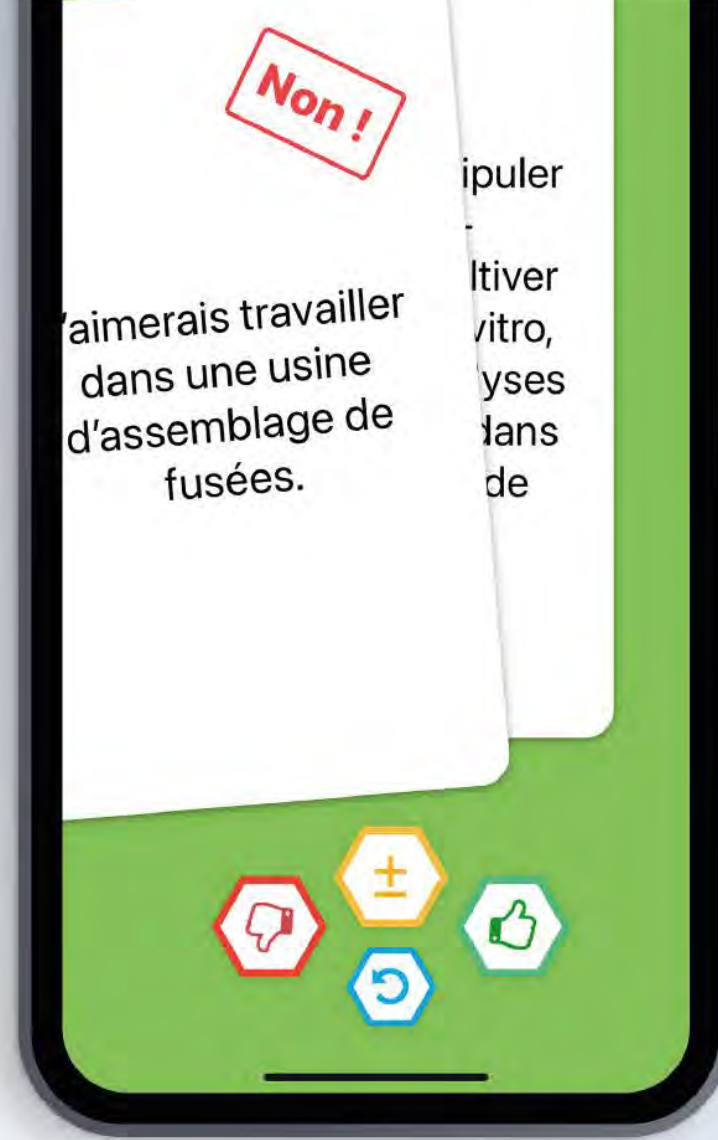 Non !
'aimerais travailler
dans une usine
d'assemblage de
fusées.
ipuler
-
ltiver
vitro,
yses
dans
de
±